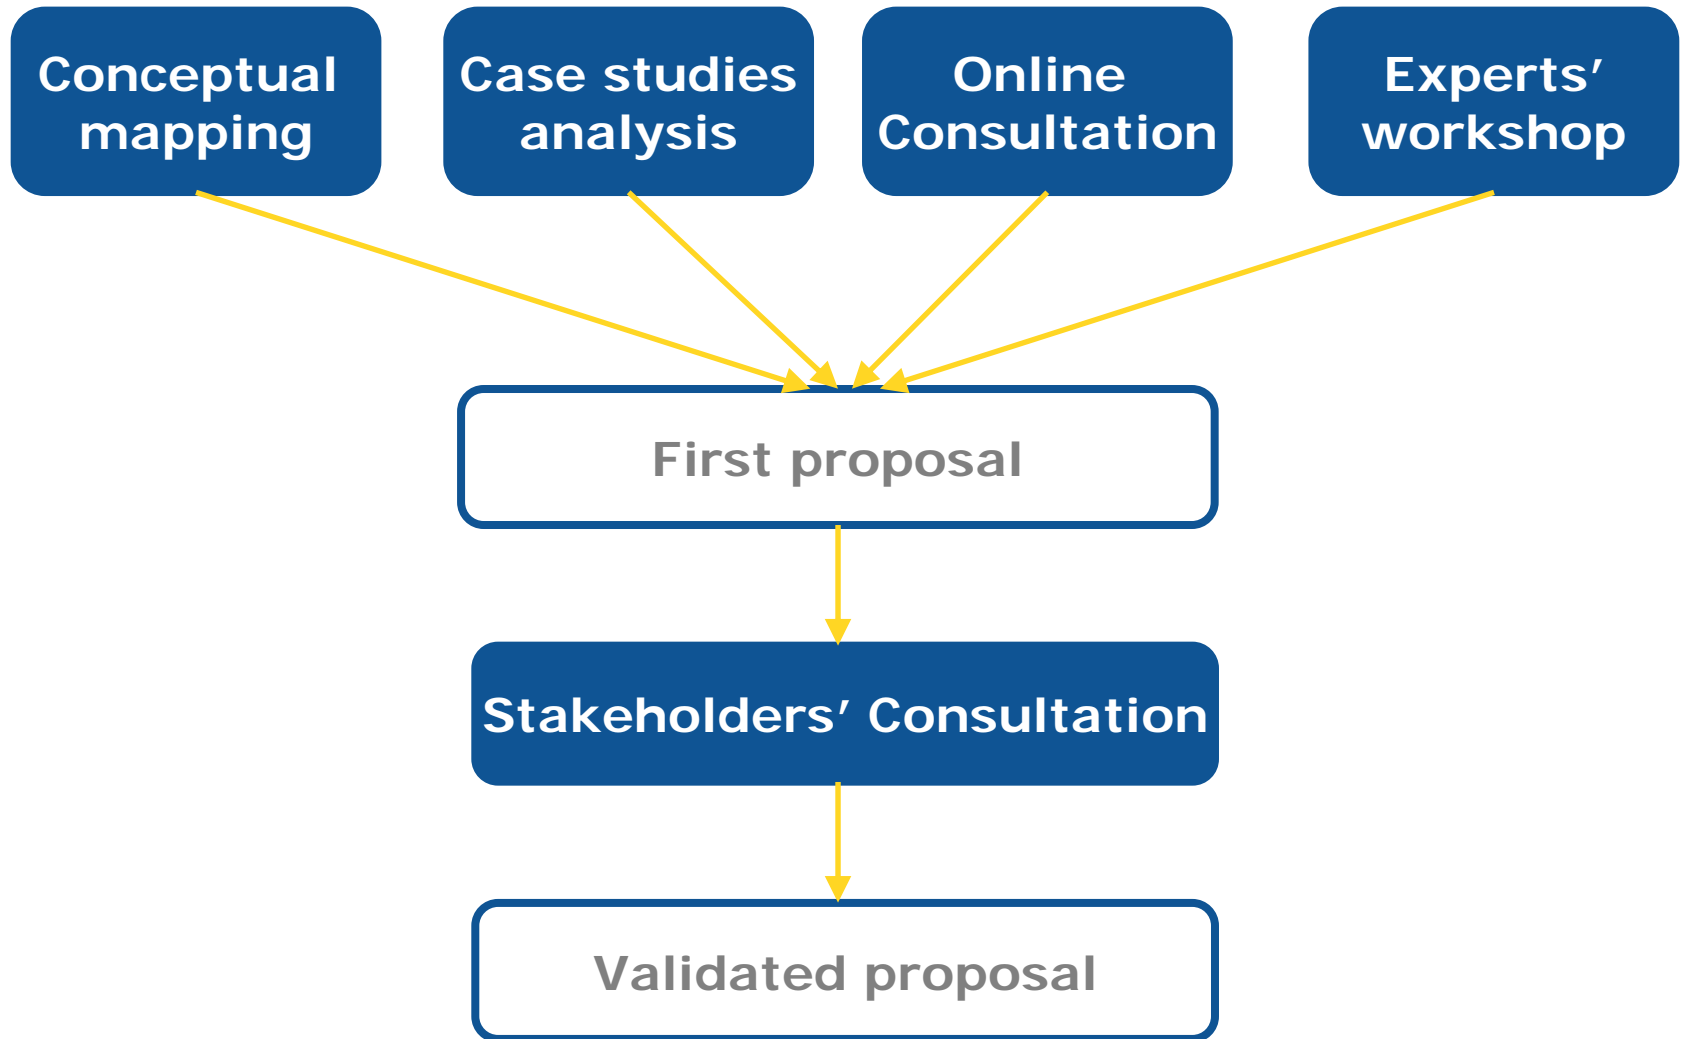 Conceptual
mapping
Case studies
analysis
Online
Consultation
Experts’
workshop
First proposal
Stakeholders’ Consultation
Validated proposal